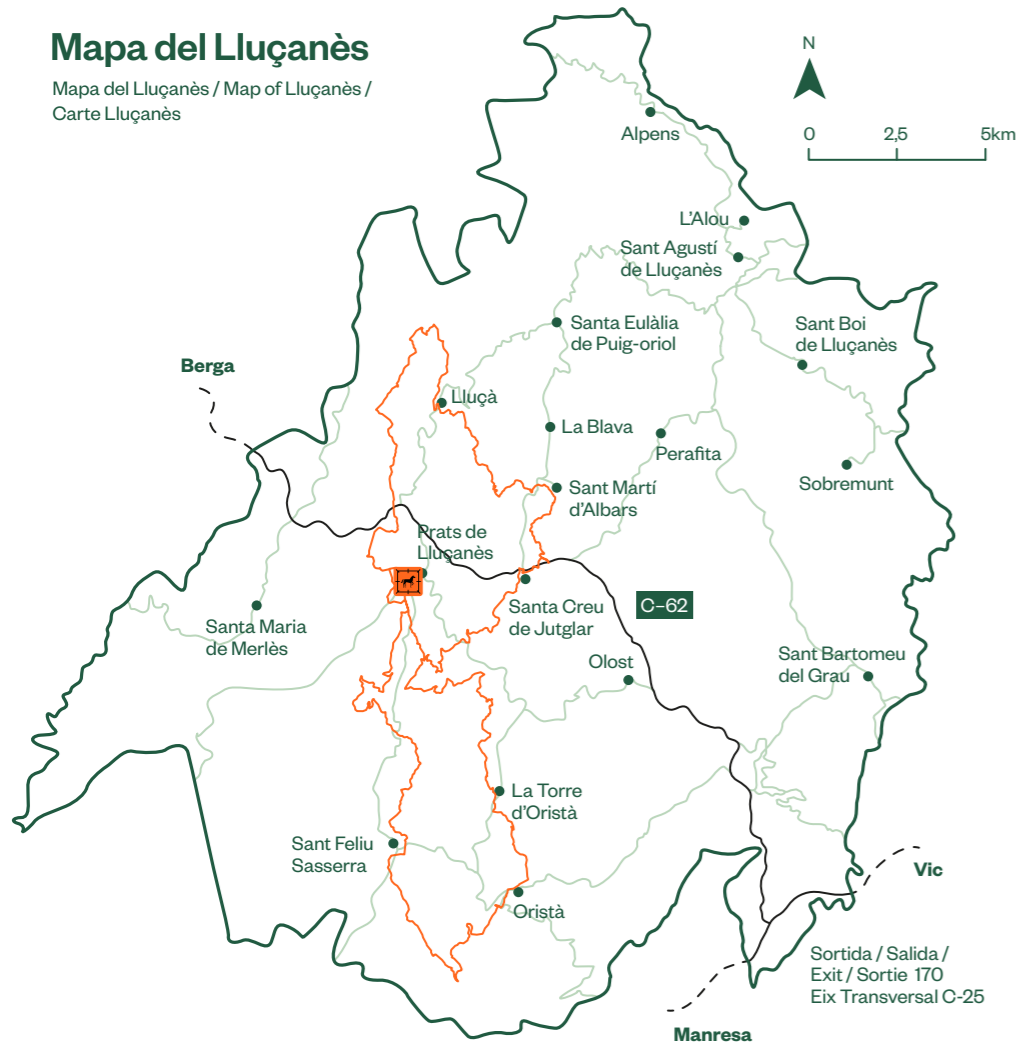 Mapa del Lluçanès
Mapa del Lluçanès / Map of Lluçanès /
Carte Lluçanès
N
0 2,5 5km
Alpens
L'Alou
Sant Agustí
de Lluçanès
Santa Eulàlia
de Puig-oriol
Sant Boi
de Lluçanès
Berga
Lluçà
La Blava
Perafita
Sobremunt
Sant Martí
d'Albars
Prats de
Lluçanès
Santa Creu
de Jutglar
C-62
Santa Maria
de Merlès
Olost
Sant Bartomeu
del Grau
La Torre
d'Oristà
Sant Feliu
Sasserra
Oristà
Vic
Sortida / Salida /
Exit / Sortie 170
Eix Transversal C-25
Manresa